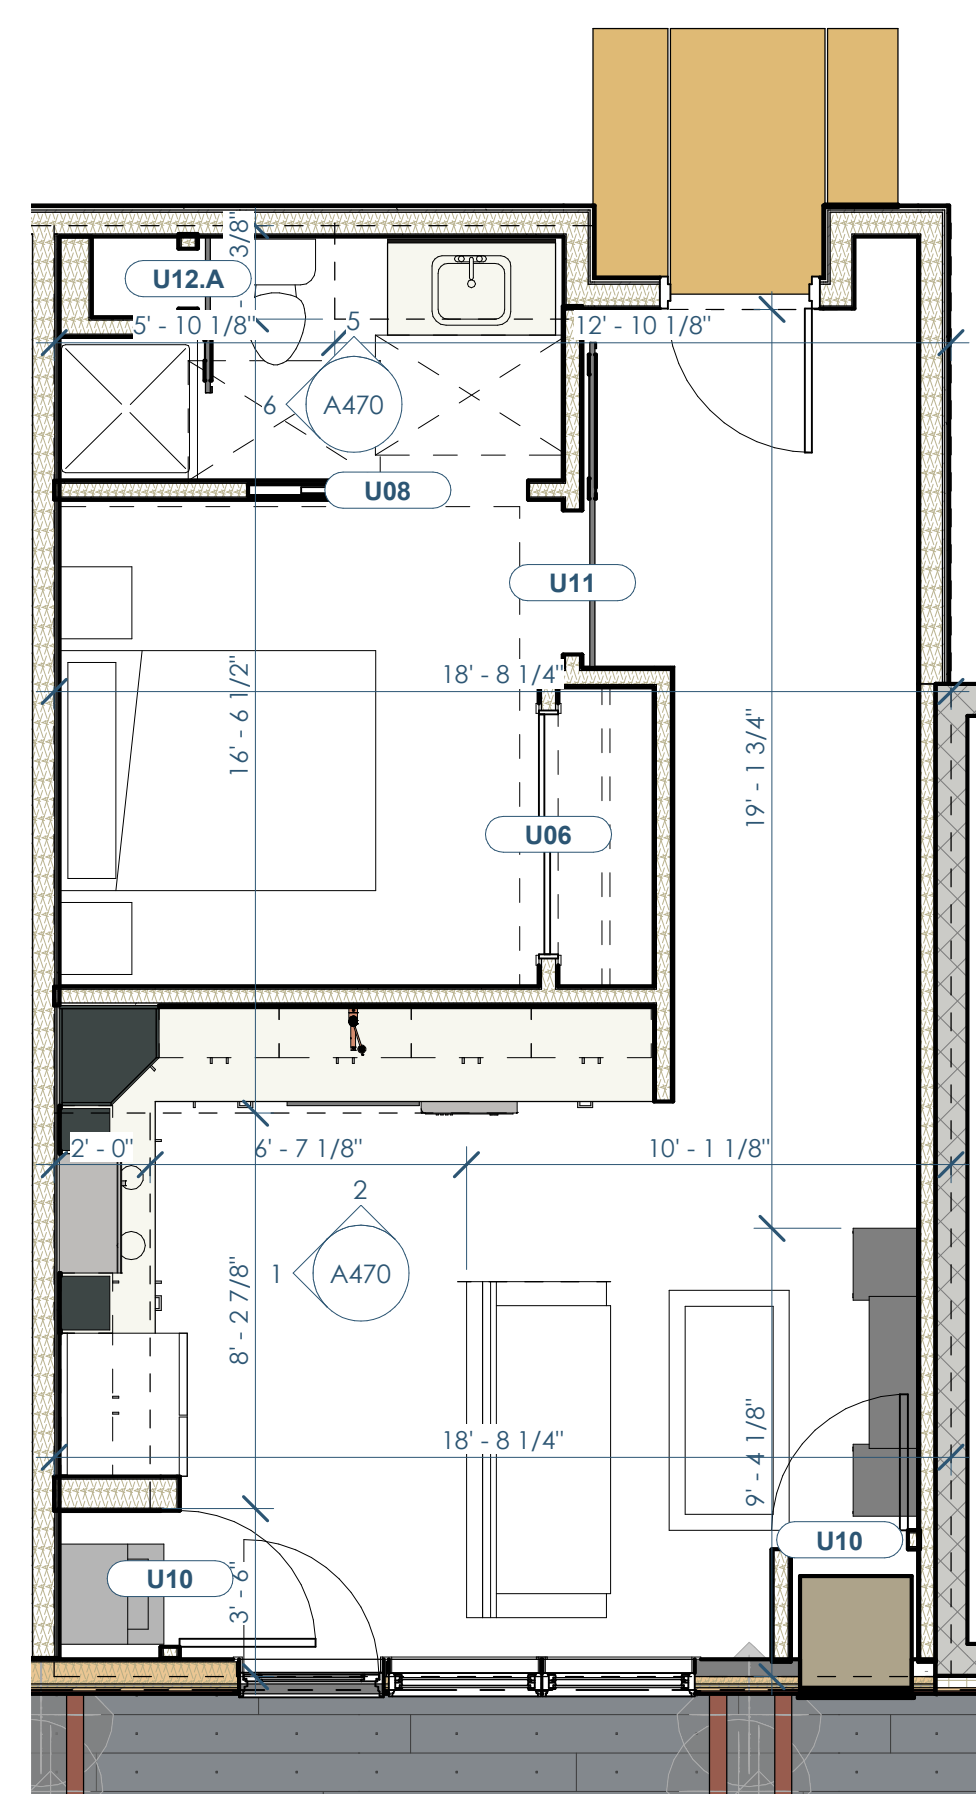 3/8"
U12.A
5' - 10 1/8"
5
12' - 10 1/8"
6
A470
U08
U11
18' - 8 1/4"
16' - 6 1/2"
19' - 1 3/4"
U06
2' - 0"
6' - 7 1/8"
10' - 1 1/8"
2
1
A470
8' - 2 7/8"
18' - 8 1/4"
9' - 4 1/8"
U10
U10
3' - 6"